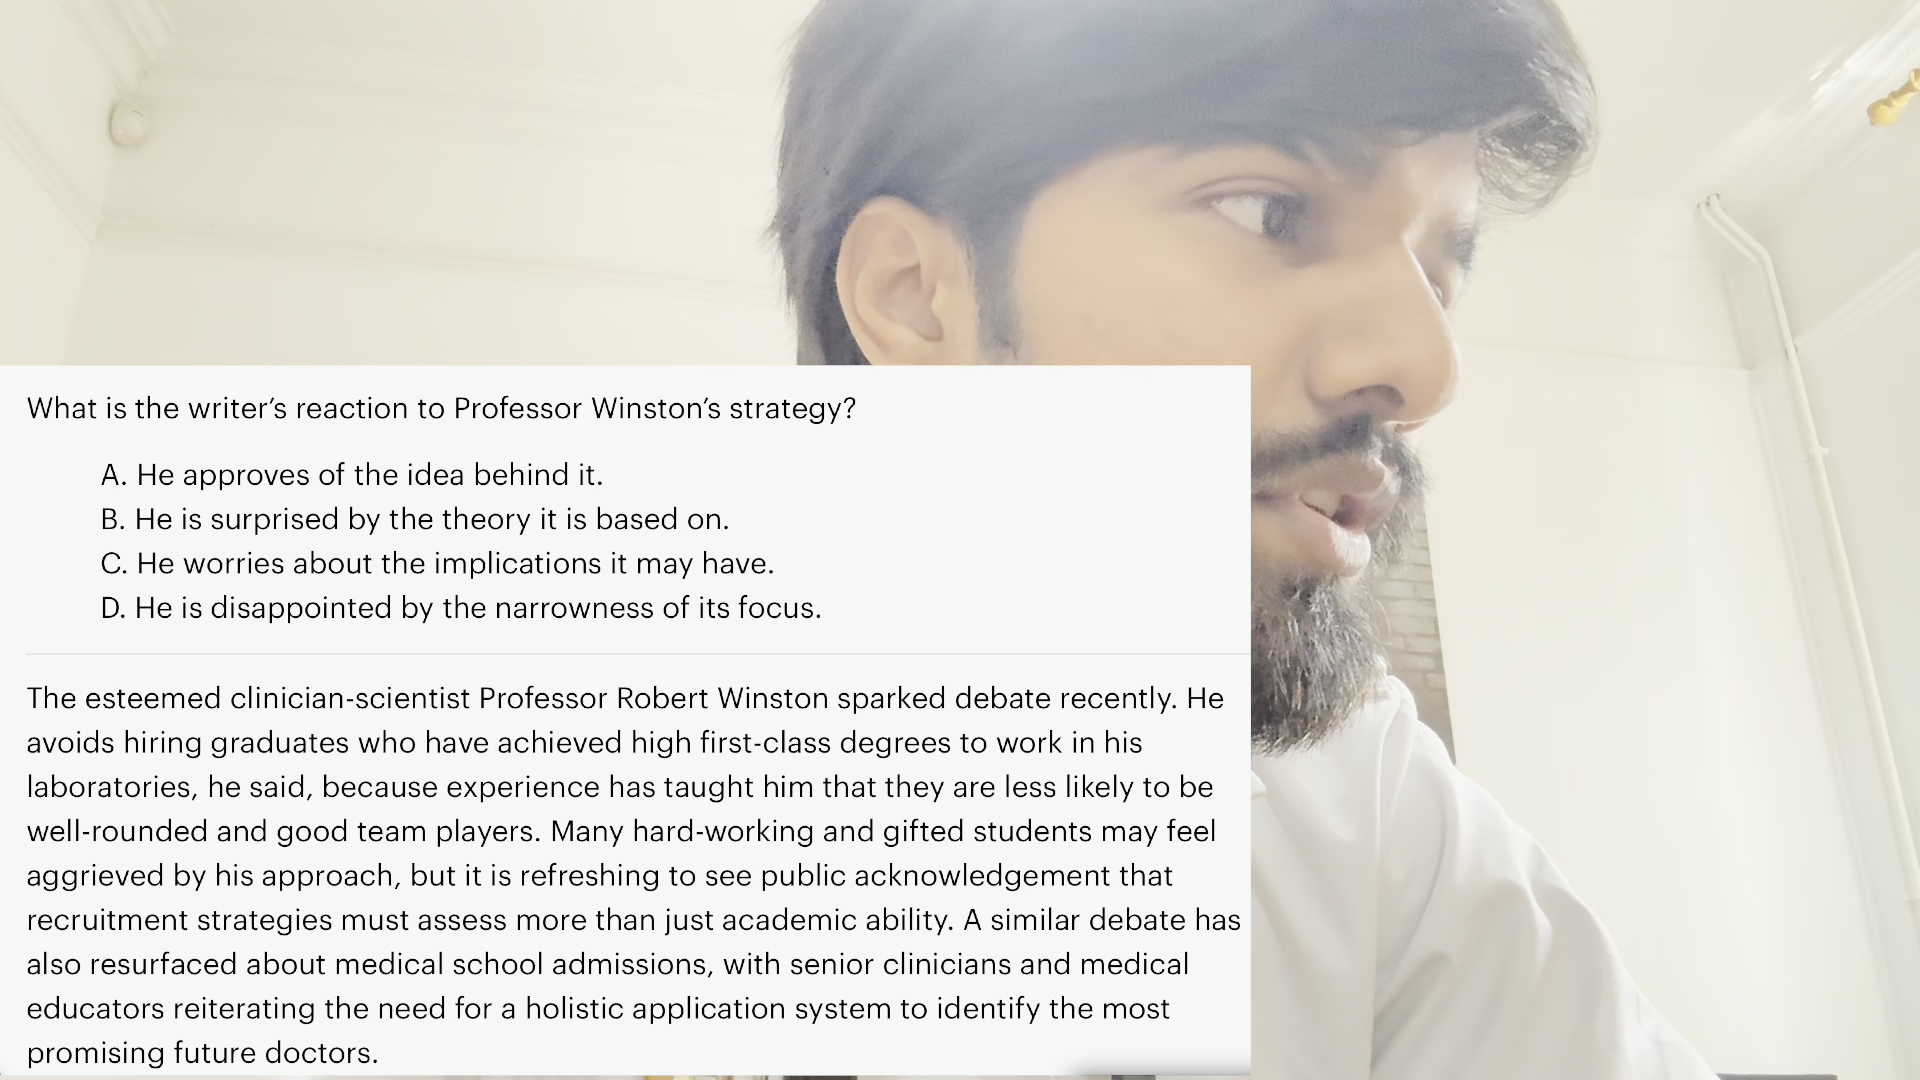 What is the writer’s reaction to Professor Winston’s strategy?
A. He approves of the idea behind it.
B. He is surprised by the theory it is based on.
C. He worries about the implications it may have.
D. He is disappointed by the narrowness of its focus.
The esteemed clinician-scientist Professor Robert Winston sparked debate recently. He
avoids hiring graduates who have achieved high first-class degrees to work in his
laboratories, he said, because experience has taught him that they are less likely to be
well-rounded and good team players. Many hard-working and gifted students may feel
aggrieved by his approach, but it is refreshing to see public acknowledgement that
recruitment strategies must assess more than just academic ability. A similar debate has
also resurfaced about medical school admissions, with senior clinicians and medical
educators reiterating the need for a holistic application system to identify the most
promising future doctors.